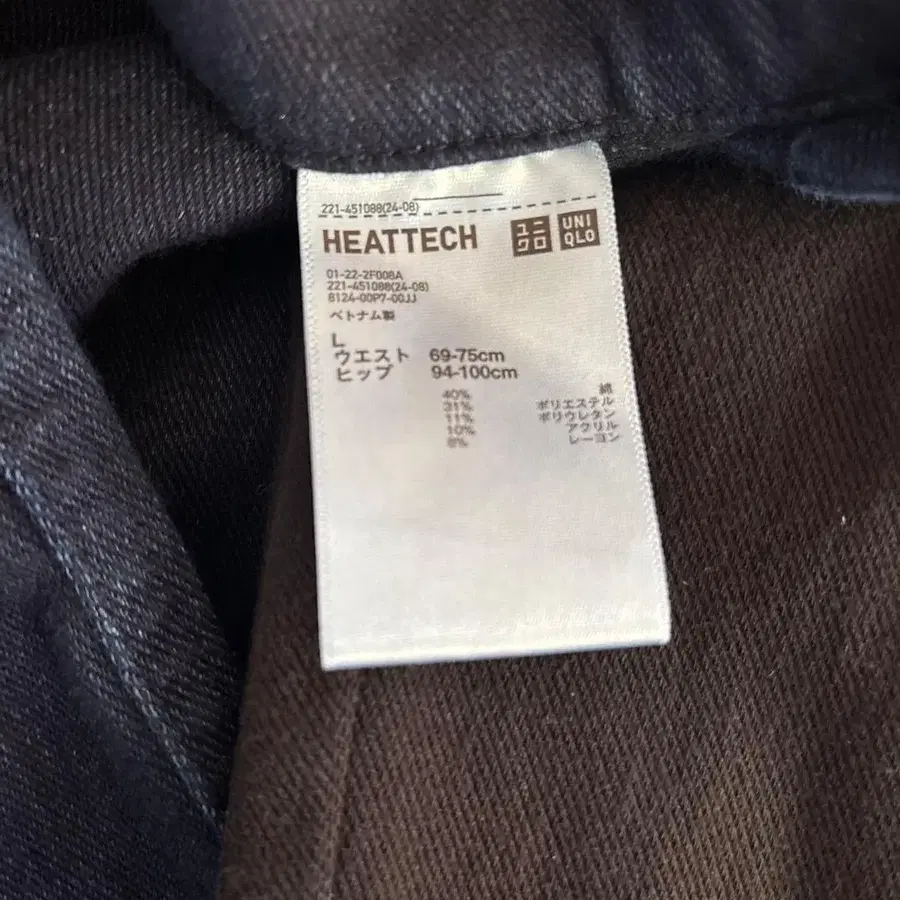 221-451088(24-08)
HEATTECH ユニクロ UNIQLO
01-22-2F008A
221-451088(24-08)
8124-00P7-00JJ
ベトナム製
L
ウエスト 69-75cm
ヒップ 94-100cm
40% 綿
31% ポリエステル
11% ポリウレタン
10% アクリル
8% レーヨン